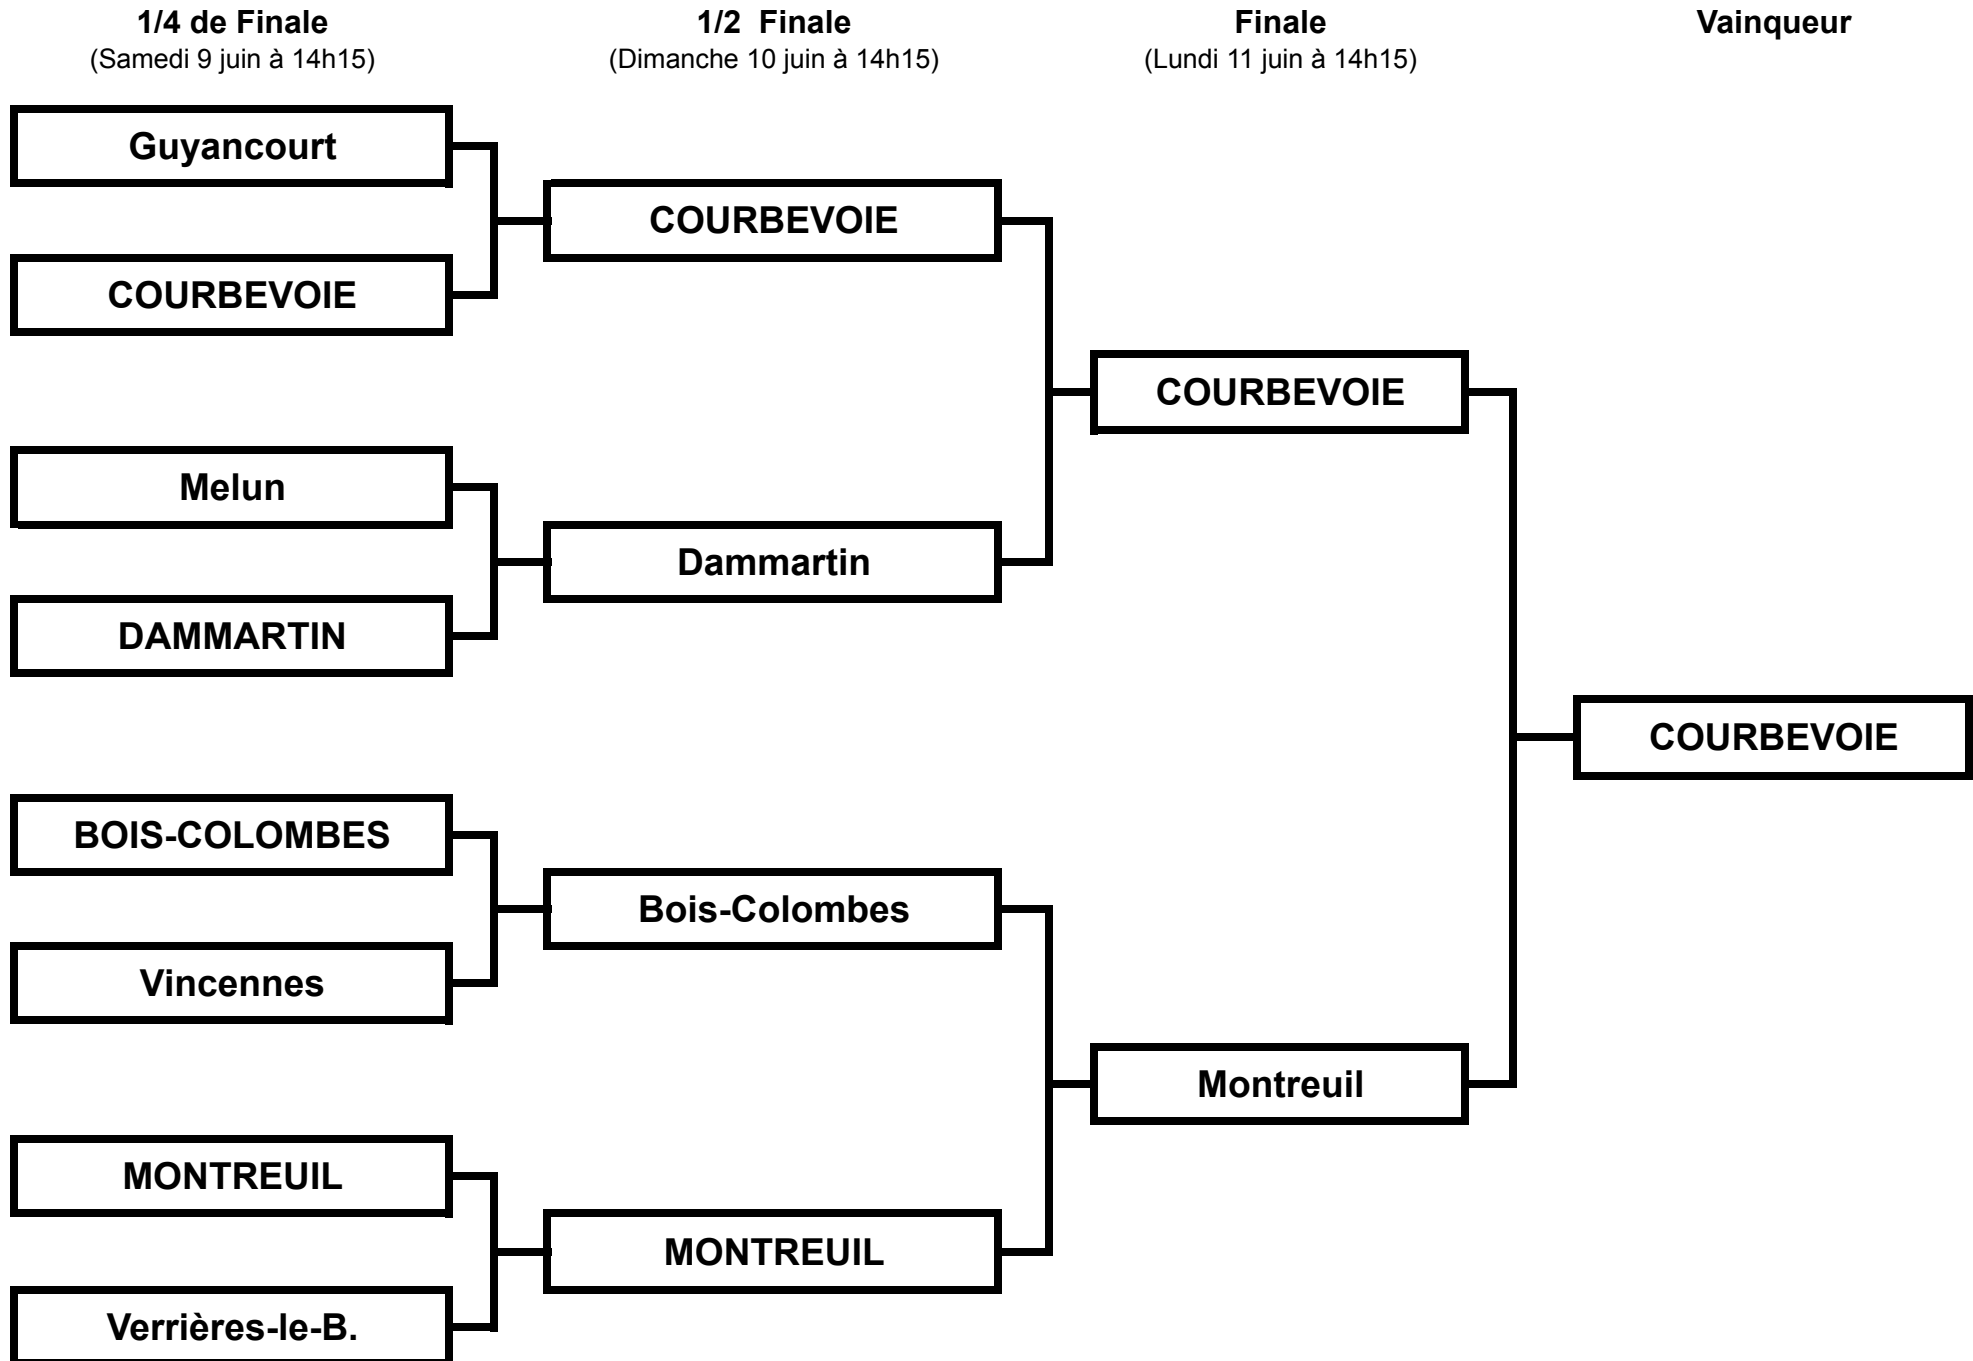 1/4 de Finale
(Samedi 9 juin à 14h15)
1/2  Finale
(Dimanche 10 juin à 14h15)
Finale
(Lundi 11 juin à 14h15)
Vainqueur
Guyancourt
COURBEVOIE
Melun
DAMMARTIN
BOIS-COLOMBES
Vincennes
MONTREUIL
Verrières-le-B.
COURBEVOIE
Dammartin
Bois-Colombes
MONTREUIL
COURBEVOIE
Montreuil
COURBEVOIE